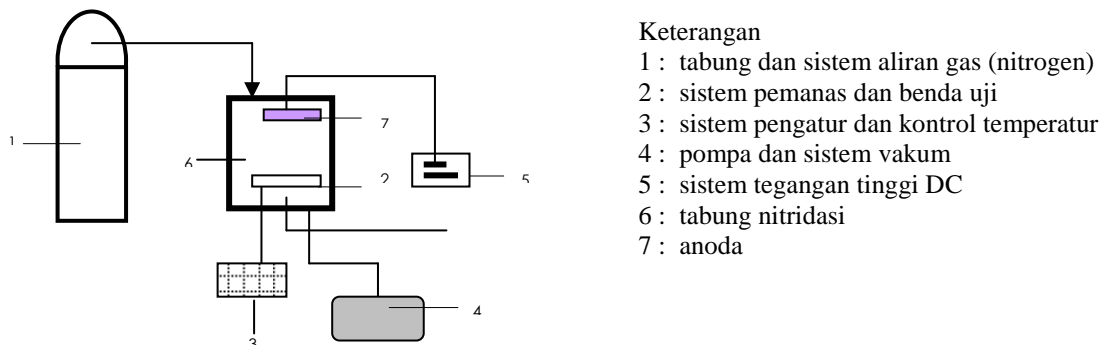 Keterangan
1 : tabung dan sistem aliran gas (nitrogen)
2 : sistem pemanas dan benda uji
3 : sistem pengatur dan kontrol temperatur
4 : pompa dan sistem vakum
5 : sistem tegangan tinggi DC
6 : tabung nitridasi
7 : anoda
7
1
6
2
5
4
3